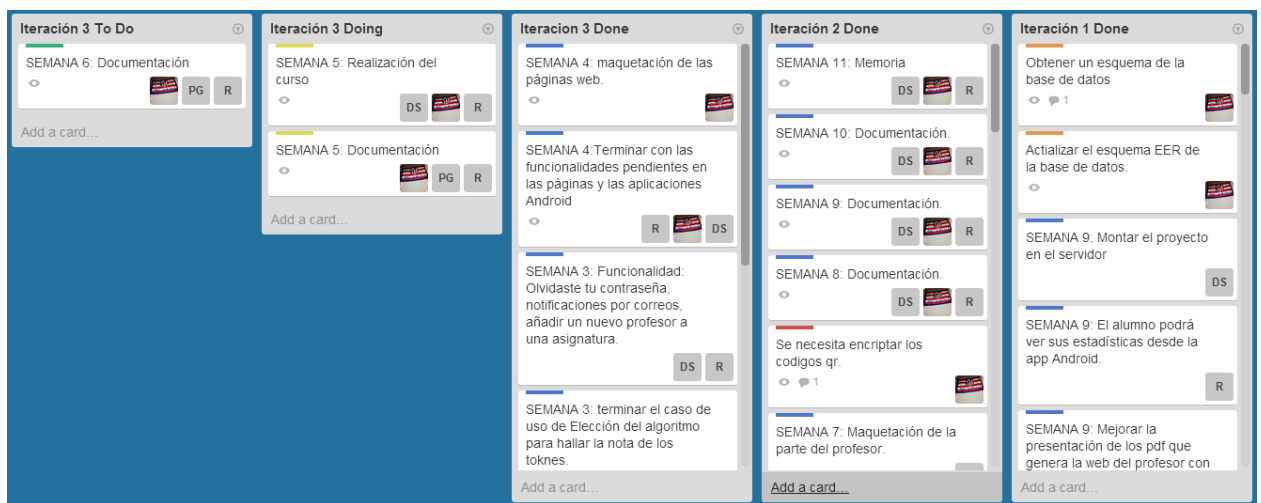 Iteración 3 To Do
SEMANA 6: Documentación
PG
R
Add a card...
Iteración 3 Doing
SEMANA 5: Realización del
curso
DS
R
SEMANA 5: Documentación
PG
R
Add a card...
Iteracion 3 Done
SEMANA 4: maquetación de las
páginas web.
SEMANA 4:Terminar con las
funcionalidades pendientes en
las páginas y las aplicaciones
Android
R
DS
SEMANA 3: Funcionalidad:
Olvidaste tu contraseña,
notificaciones por correos,
añadir un nuevo profesor a
una asignatura.
DS
R
SEMANA 3: terminar el caso de
uso de Elección del algoritmo
para hallar la nota de los
toknes.
Add a card...
Iteración 2 Done
SEMANA 11: Memoria
DS
R
SEMANA 10: Documentación.
DS
R
SEMANA 9: Documentación.
DS
R
SEMANA 8: Documentación.
DS
R
Se necesita encriptar los
codigos qr.
1
SEMANA 7: Maquetación de la
parte del profesor.
Add a card...
Iteración 1 Done
Obtener un esquema de la
base de datos
1
Actializar el esquema EER de
la base de datos.
SEMANA 9: Montar el proyecto
en el servidor
DS
SEMANA 9: El alumno podrá
ver sus estadísticas desde la
app Android.
R
SEMANA 9: Mejorar la
presentación de los pdf que
genera la web del profesor con
Add a card...